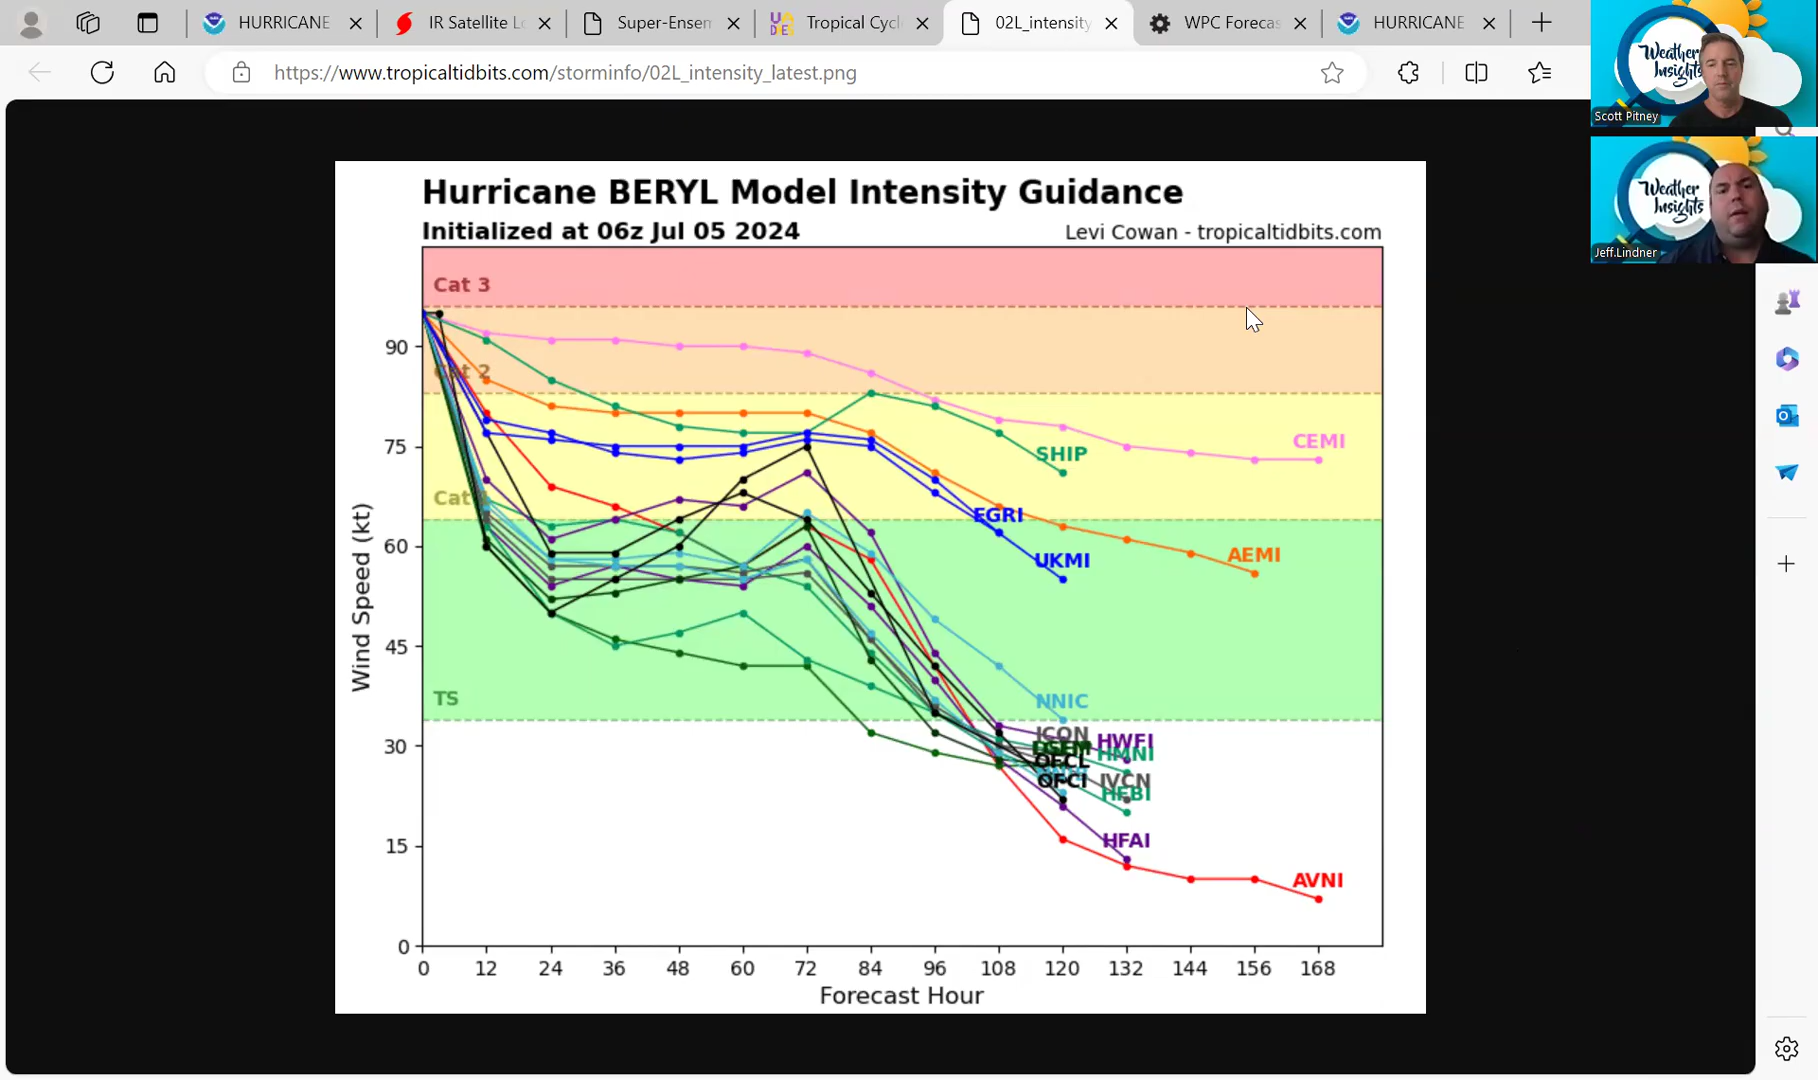 HURRICANE
IR Satellite Lo
Super-Ensem
Tropical Cycl
02L_intensity
WPC Forecas
HURRICANE
https://www.tropicaltidbits.com/storminfo/02L_intensity_latest.png
Weather
Insights
Scott Pitney
Weather
Insights
Jeff.Lindner
Hurricane BERYL Model Intensity Guidance
Initialized at 06z Jul 05 2024
Levi Cowan - tropicaltidbits.com
Cat 3
90
Cat 2
75
SHIP
CEMI
Cat
EGRI
60
UKMI
AEMI
Wind Speed (kt)
45
TS
NNIC
ICON
30
HWFI
HMNI
OFCL
OFCI
IVCN
HFBI
15
HFAI
AVNI
0
0 12 24 36 48 60 72 84 96 108 120 132 144 156 168
Forecast Hour